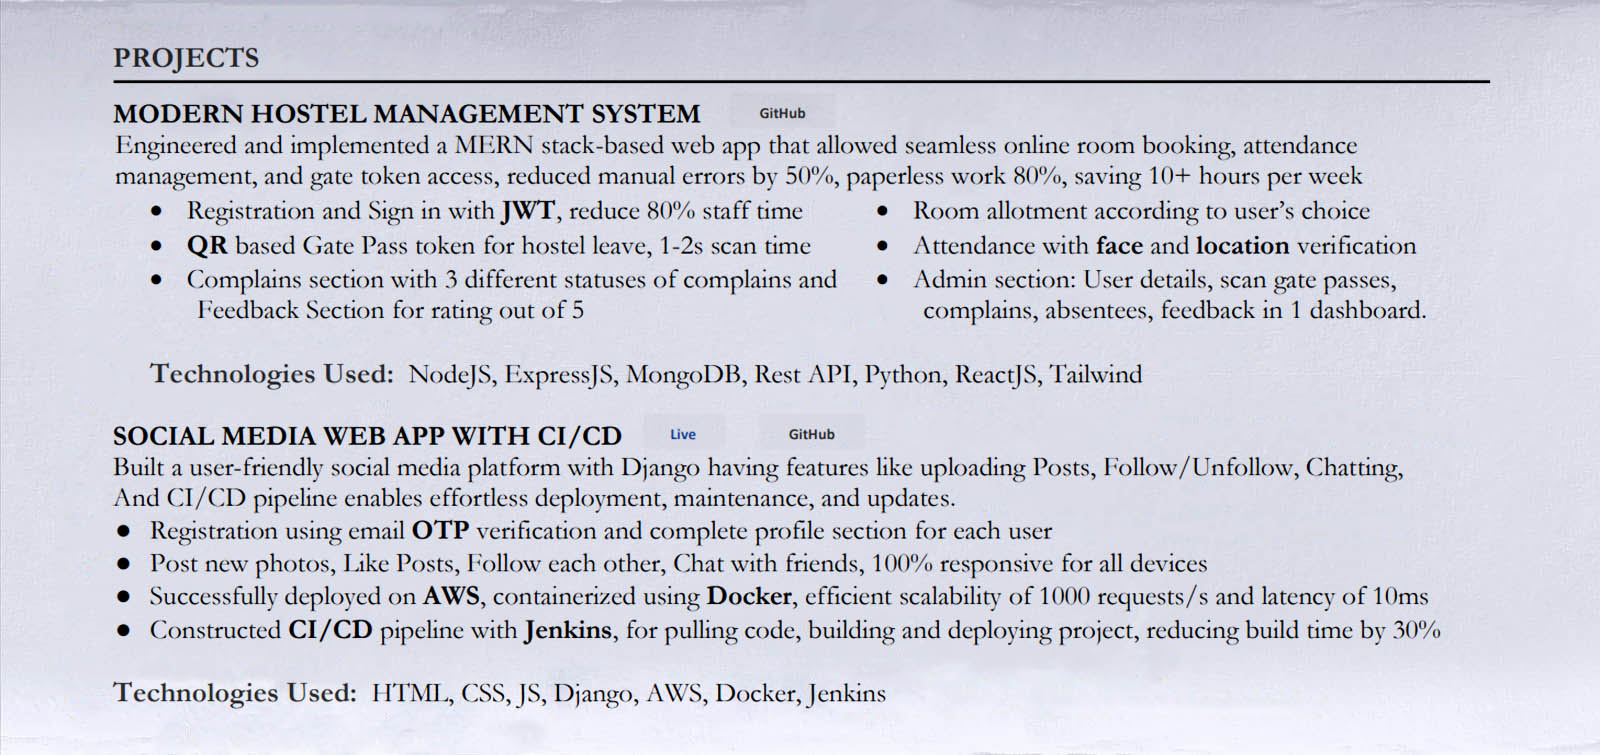 PROJECTS
MODERN HOSTEL MANAGEMENT SYSTEM GitHub
Engineered and implemented a MERN stack-based web app that allowed seamless online room booking, attendance
management, and gate token access, reduced manual errors by 50%, paperless work 80%, saving 10+ hours per week
● Registration and Sign in with JWT, reduce 80% staff time
● QR based Gate Pass token for hostel leave, 1-2s scan time
● Complains section with 3 different statuses of complains and
Feedback Section for rating out of 5
● Room allotment according to user’s choice
● Attendance with face and location verification
● Admin section: User details, scan gate passes,
complains, absentees, feedback in 1 dashboard.
Technologies Used: NodeJS, ExpressJS, MongoDB, Rest API, Python, ReactJS, Tailwind
SOCIAL MEDIA WEB APP WITH CI/CD Live GitHub
Built a user-friendly social media platform with Django having features like uploading Posts, Follow/Unfollow, Chatting,
And CI/CD pipeline enables effortless deployment, maintenance, and updates.
● Registration using email OTP verification and complete profile section for each user
● Post new photos, Like Posts, Follow each other, Chat with friends, 100% responsive for all devices
● Successfully deployed on AWS, containerized using Docker, efficient scalability of 1000 requests/s and latency of 10ms
● Constructed CI/CD pipeline with Jenkins, for pulling code, building and deploying project, reducing build time by 30%
Technologies Used: HTML, CSS, JS, Django, AWS, Docker, Jenkins